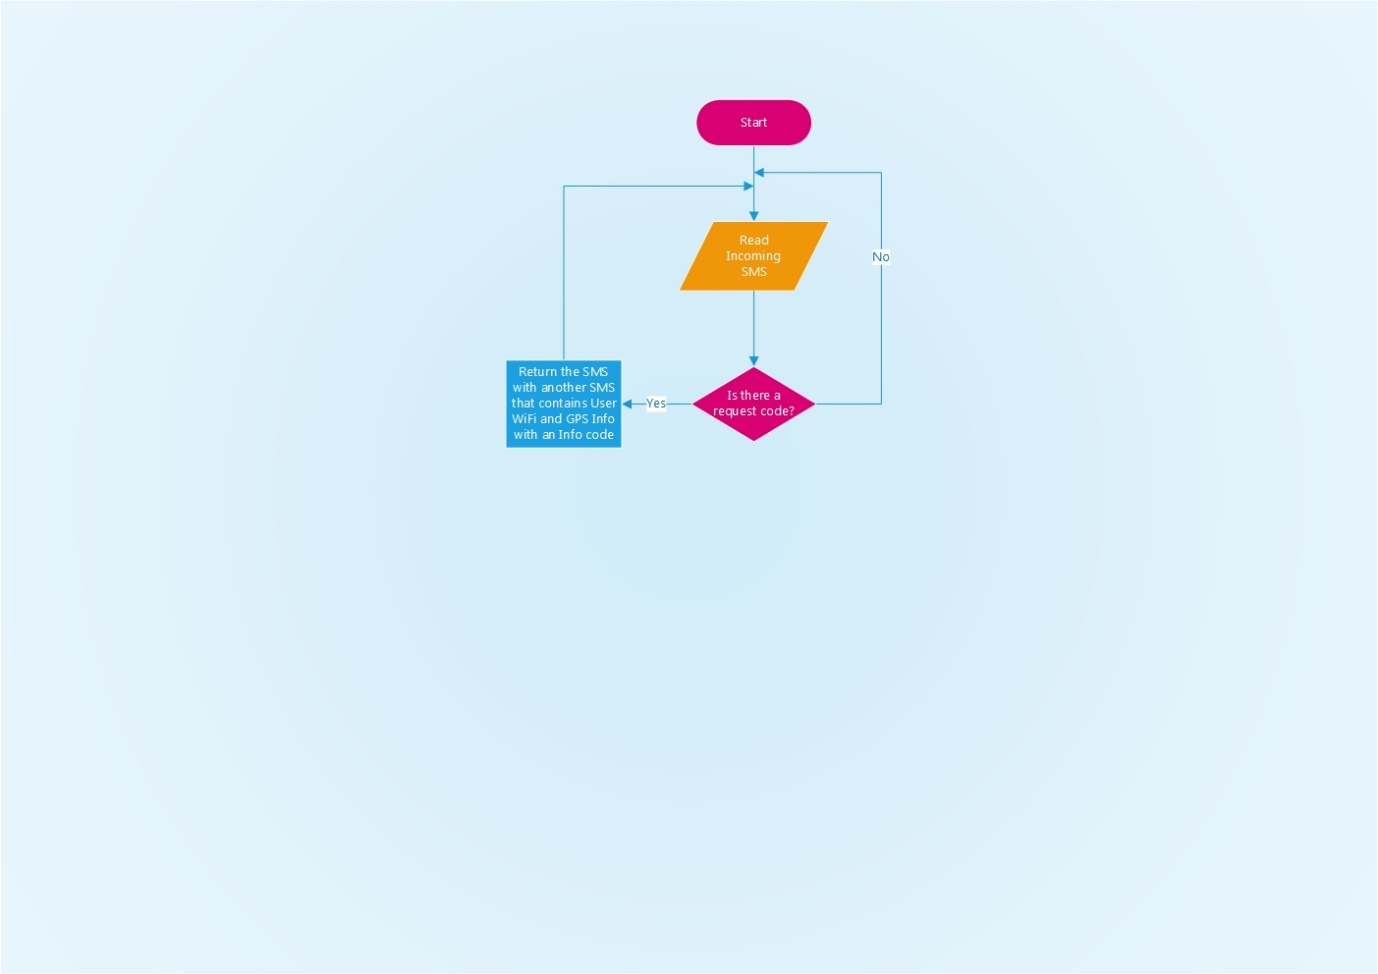 Start
Read
Incoming
SMS
No
Return the SMS
with another SMS
that contains User
WiFi and GPS Info
with an Info code
Yes
Is there a
request code?